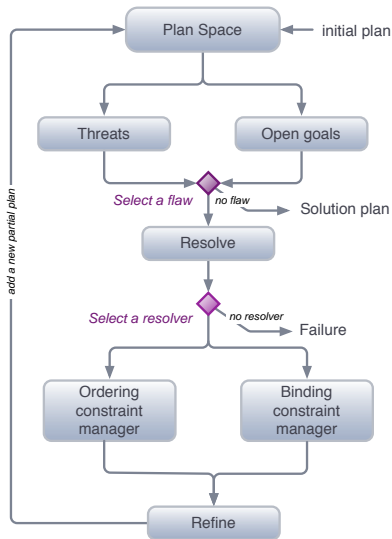 Plan Space
initial plan
Threats
Open goals
Select a flaw
no flaw
Solution plan
Resolve
Select a resolver
no resolver
Failure
Ordering
constraint
manager
Binding
constraint
manager
Refine
add a new partial plan